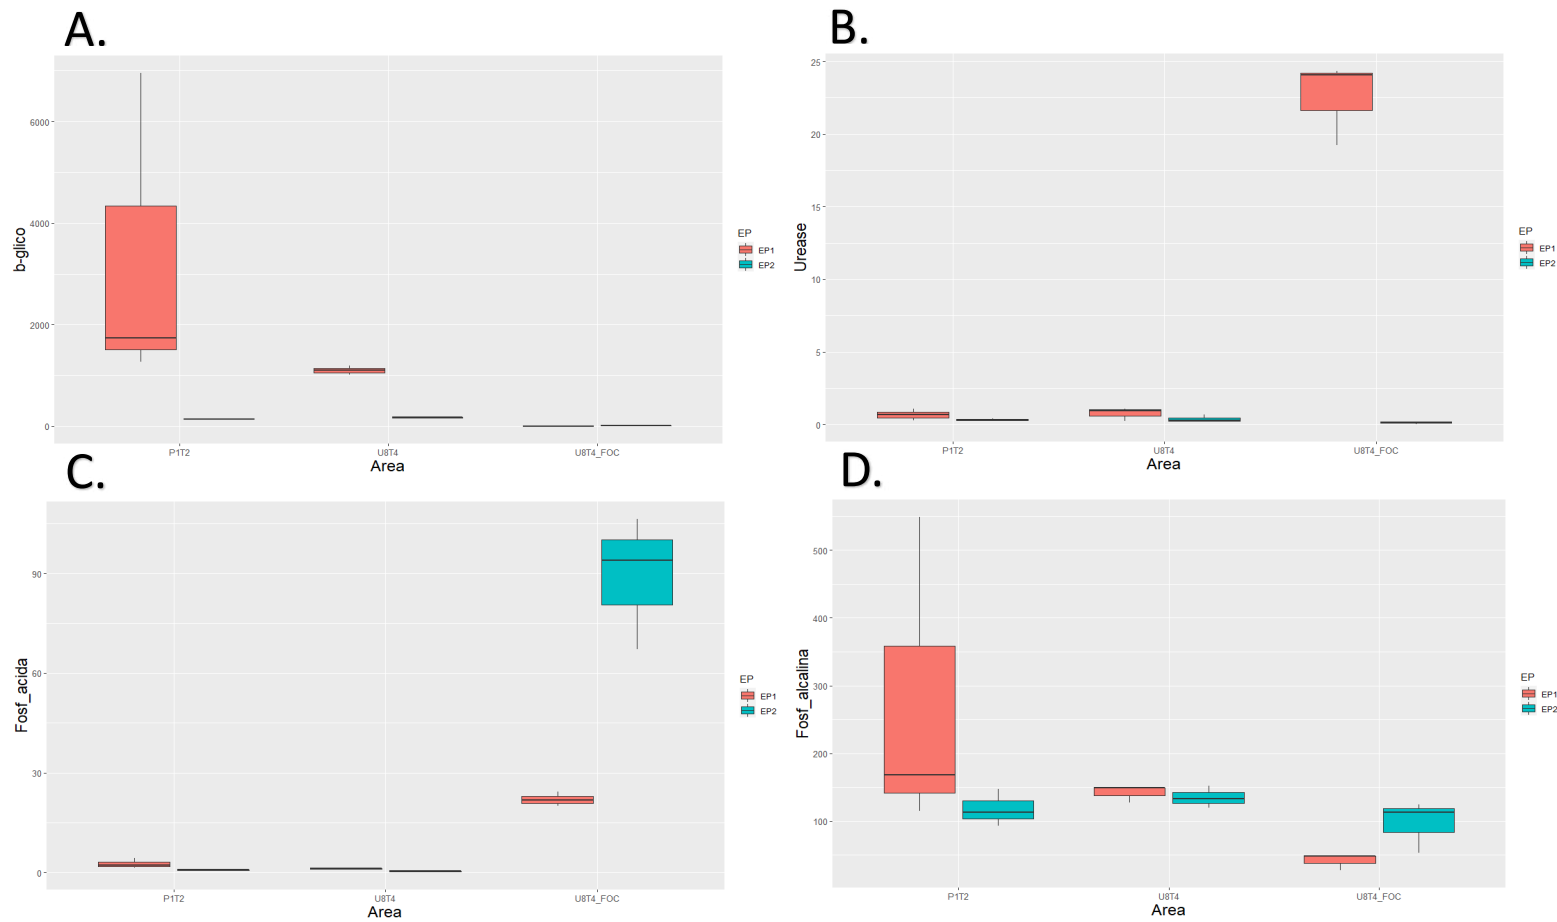 A.
b-glico
6000
4000
2000
0
P1T2 U8T4 U8T4_FOC
Area
EP
EP1
EP2
B.
Urease
25
20
15
10
5
0
P1T2 U8T4 U8T4_FOC
Area
EP
EP1
EP2
C.
Fosf_acida
90
60
30
0
P1T2 U8T4 U8T4_FOC
Area
EP
EP1
EP2
D.
Fosf_alcalina
500
400
300
200
100
P1T2 U8T4 U8T4_FOC
Area
EP
EP1
EP2